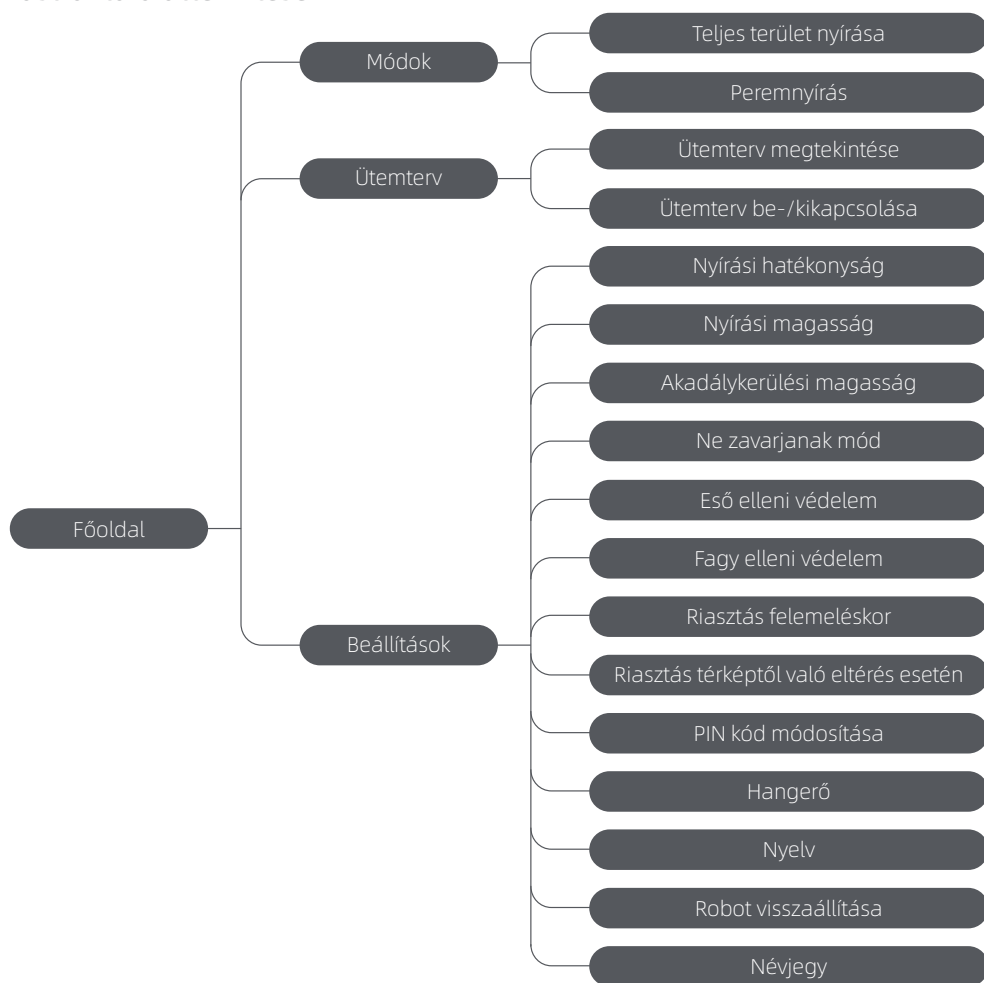 Főoldal
Módok
Teljes terület nyírása
Peremnyírás
Ütemterv
Ütemterv megtekintése
Ütemterv be-/kikapcsolása
Beállítások
Nyírási hatékonyság
Nyírási magasság
Akadálykerülési magasság
Ne zavarjanak mód
Eső elleni védelem
Fagy elleni védelem
Riasztás felemeléskor
Riasztás térképtől való eltérés esetén
PIN kód módosítása
Hangerő
Nyelv
Robot visszaállítása
Névjegy